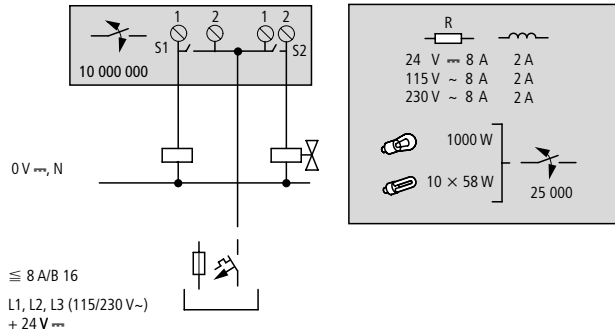 1 2 1 2
S1 S2
10 000 000
0 V ⎓, N
≦ 8 A/B 16
L1, L2, L3 (115/230 V~)
+ 24 V ⎓
R
24 V ⎓ 8 A 2 A
115 V ~ 8 A 2 A
230 V ~ 8 A 2 A
1000 W
10 × 58 W
25 000